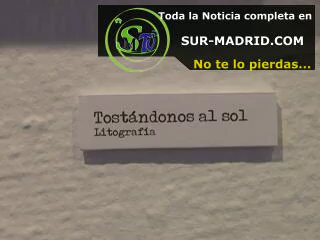 Toda la Noticia completa en
SUR-MADRID.COM
No te lo pierdas...
Tostándonos al sol
Litografía